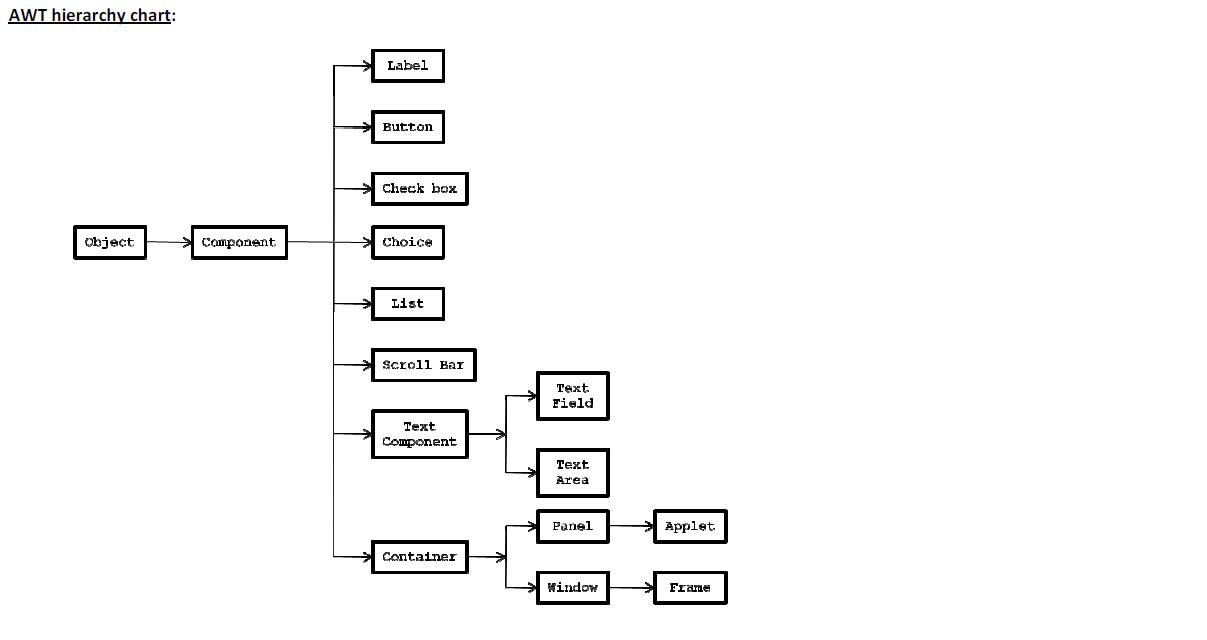 AWT hierarchy chart:
Label
Button
Check box
Object
Component
Choice
List
Scroll Bar
Text
Component
Text
Field
Text
Area
Container
Panel
Applet
Window
Frame